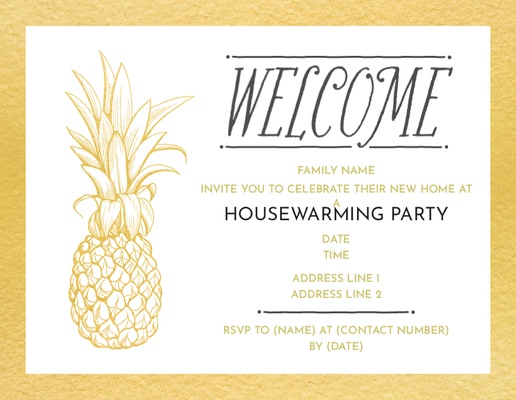 WELCOME
FAMILY NAME
INVITE YOU TO CELEBRATE THEIR NEW HOME AT
A
HOUSEWARMING PARTY
DATE
TIME
ADDRESS LINE 1
ADDRESS LINE 2
RSVP TO (NAME) AT (CONTACT NUMBER)
BY (DATE)